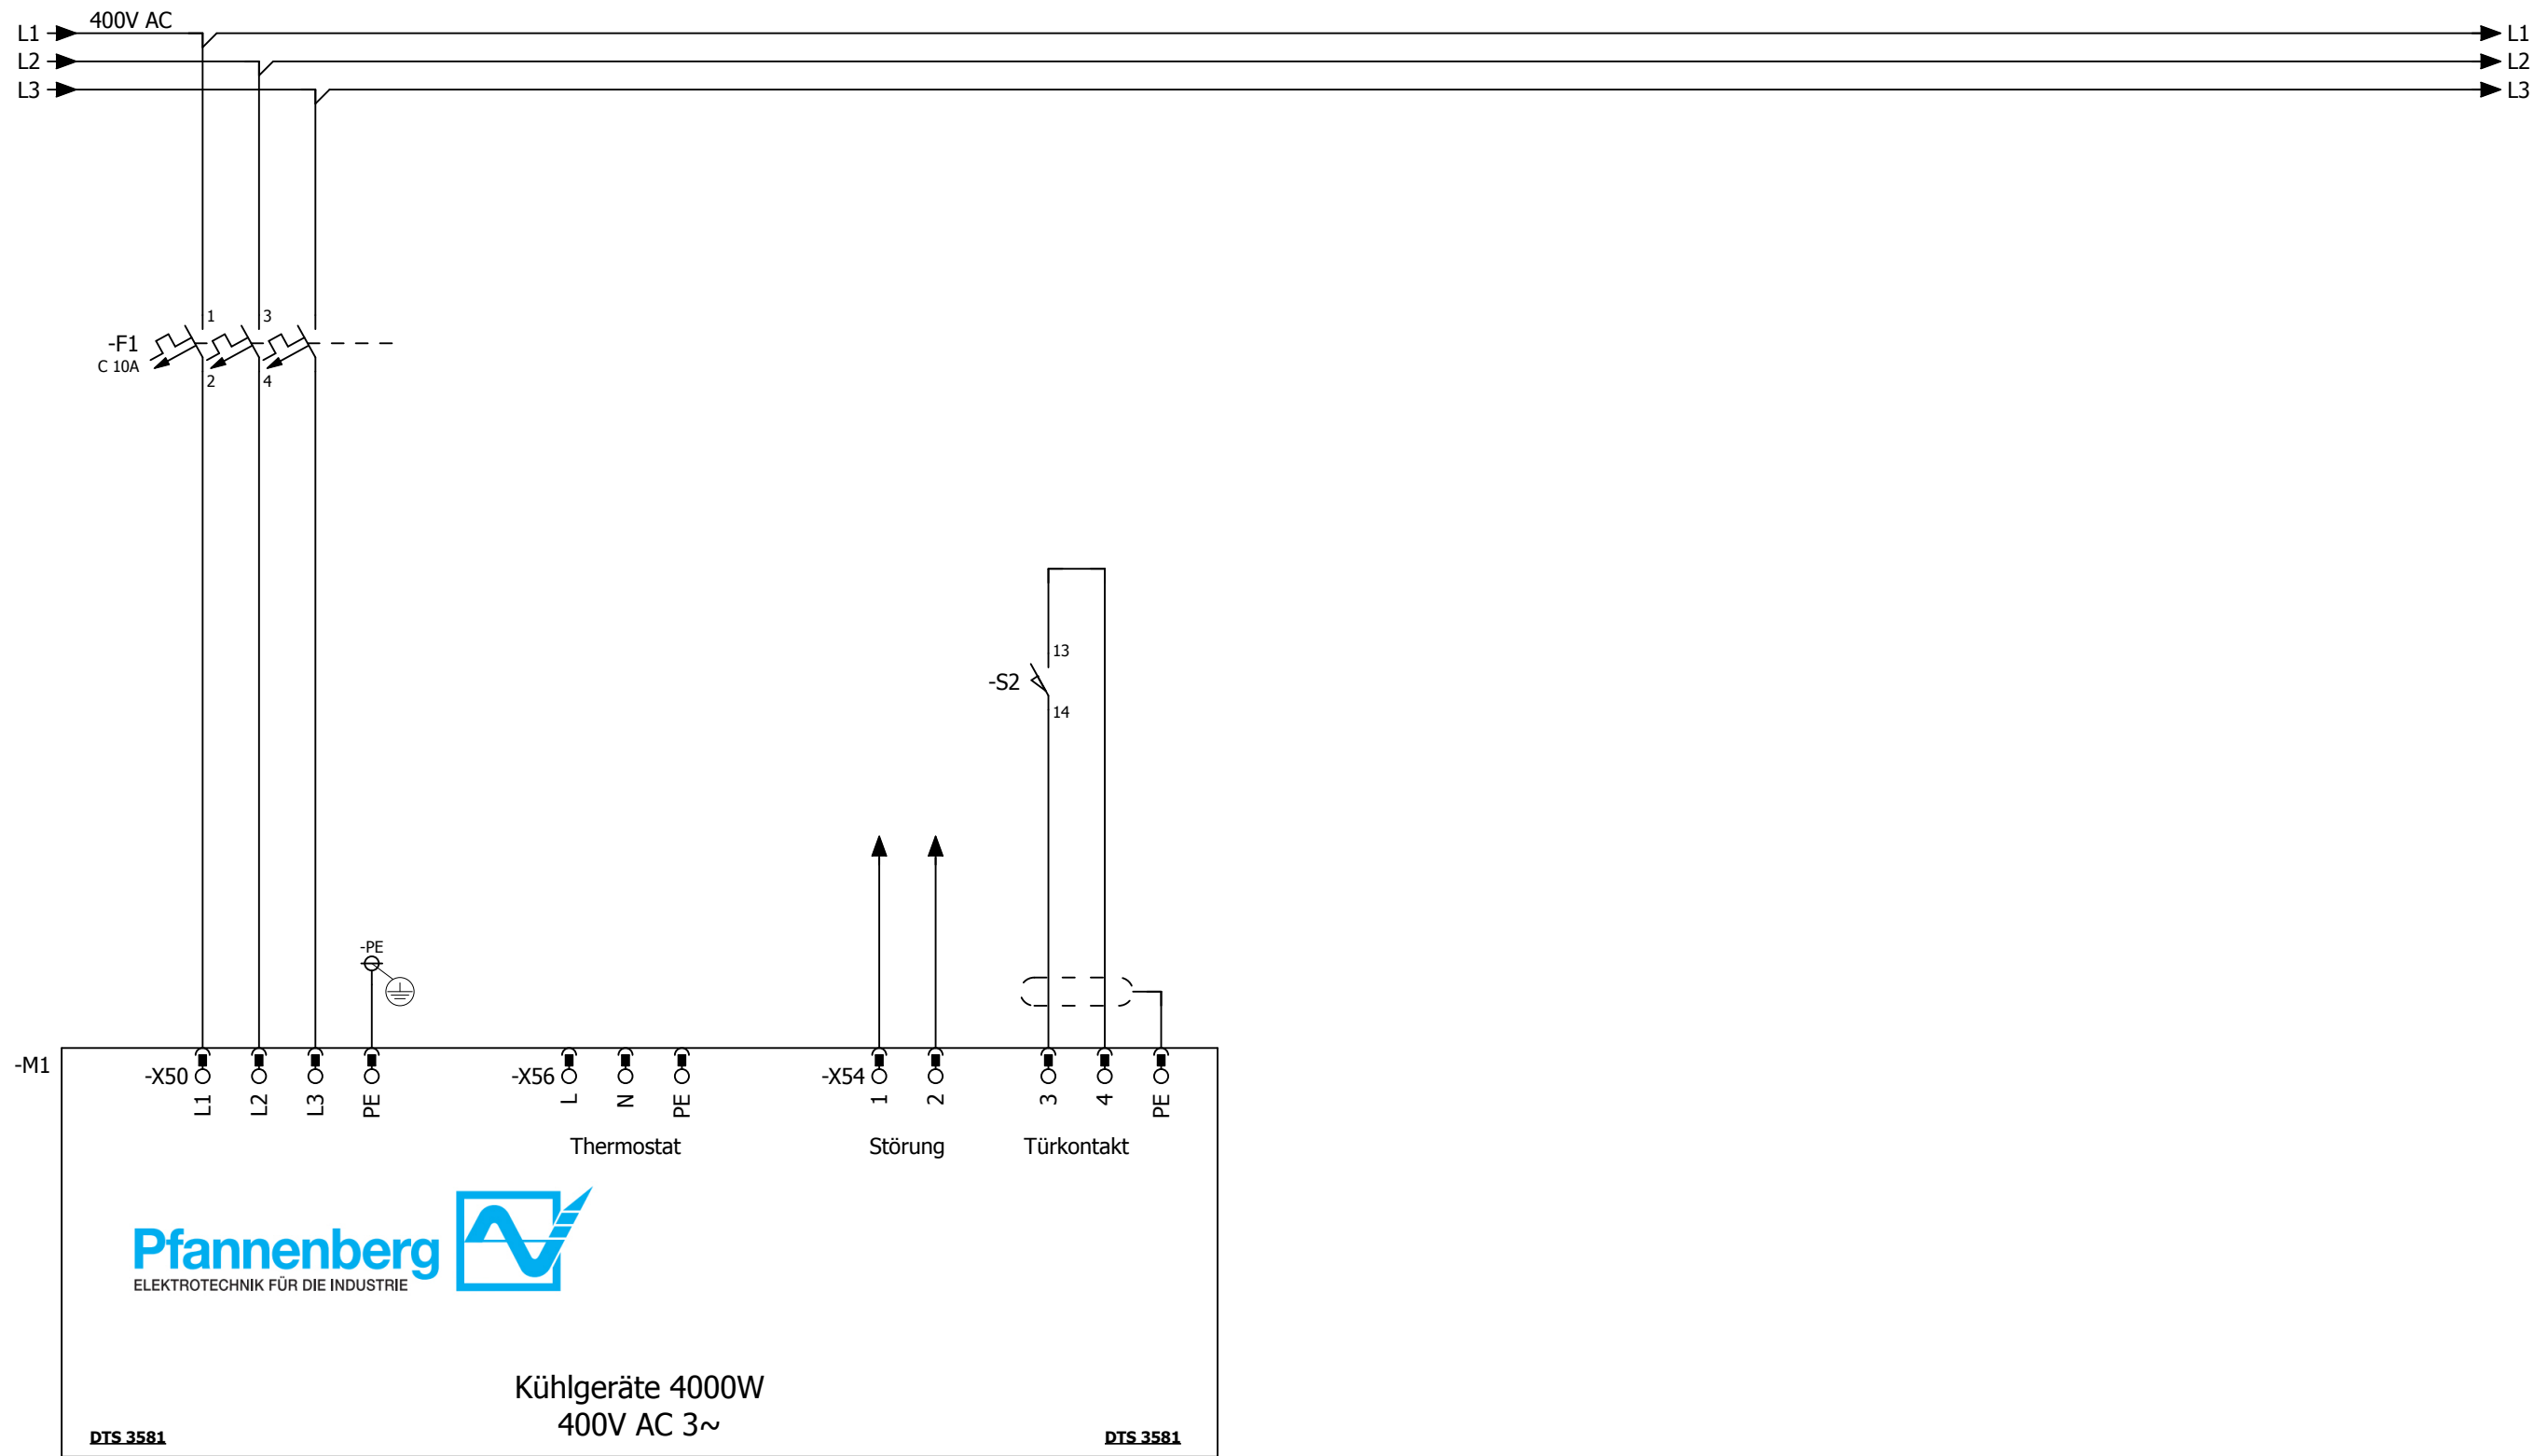 400V AC
L1 L1
L2 L2
L3 L3
1 3
-F1
C 10A
2 4
13
-S2
14
-PE
-M1
-X50 -X56 -X54
L1 L2 L3 PE L N PE 1 2 3 4 PE
Thermostat Störung Türkontakt
Pfannenberg
ELEKTROTECHNIK FÜR DIE INDUSTRIE
Kühlgeräte 4000W
400V AC 3~
DTS 3581 DTS 3581